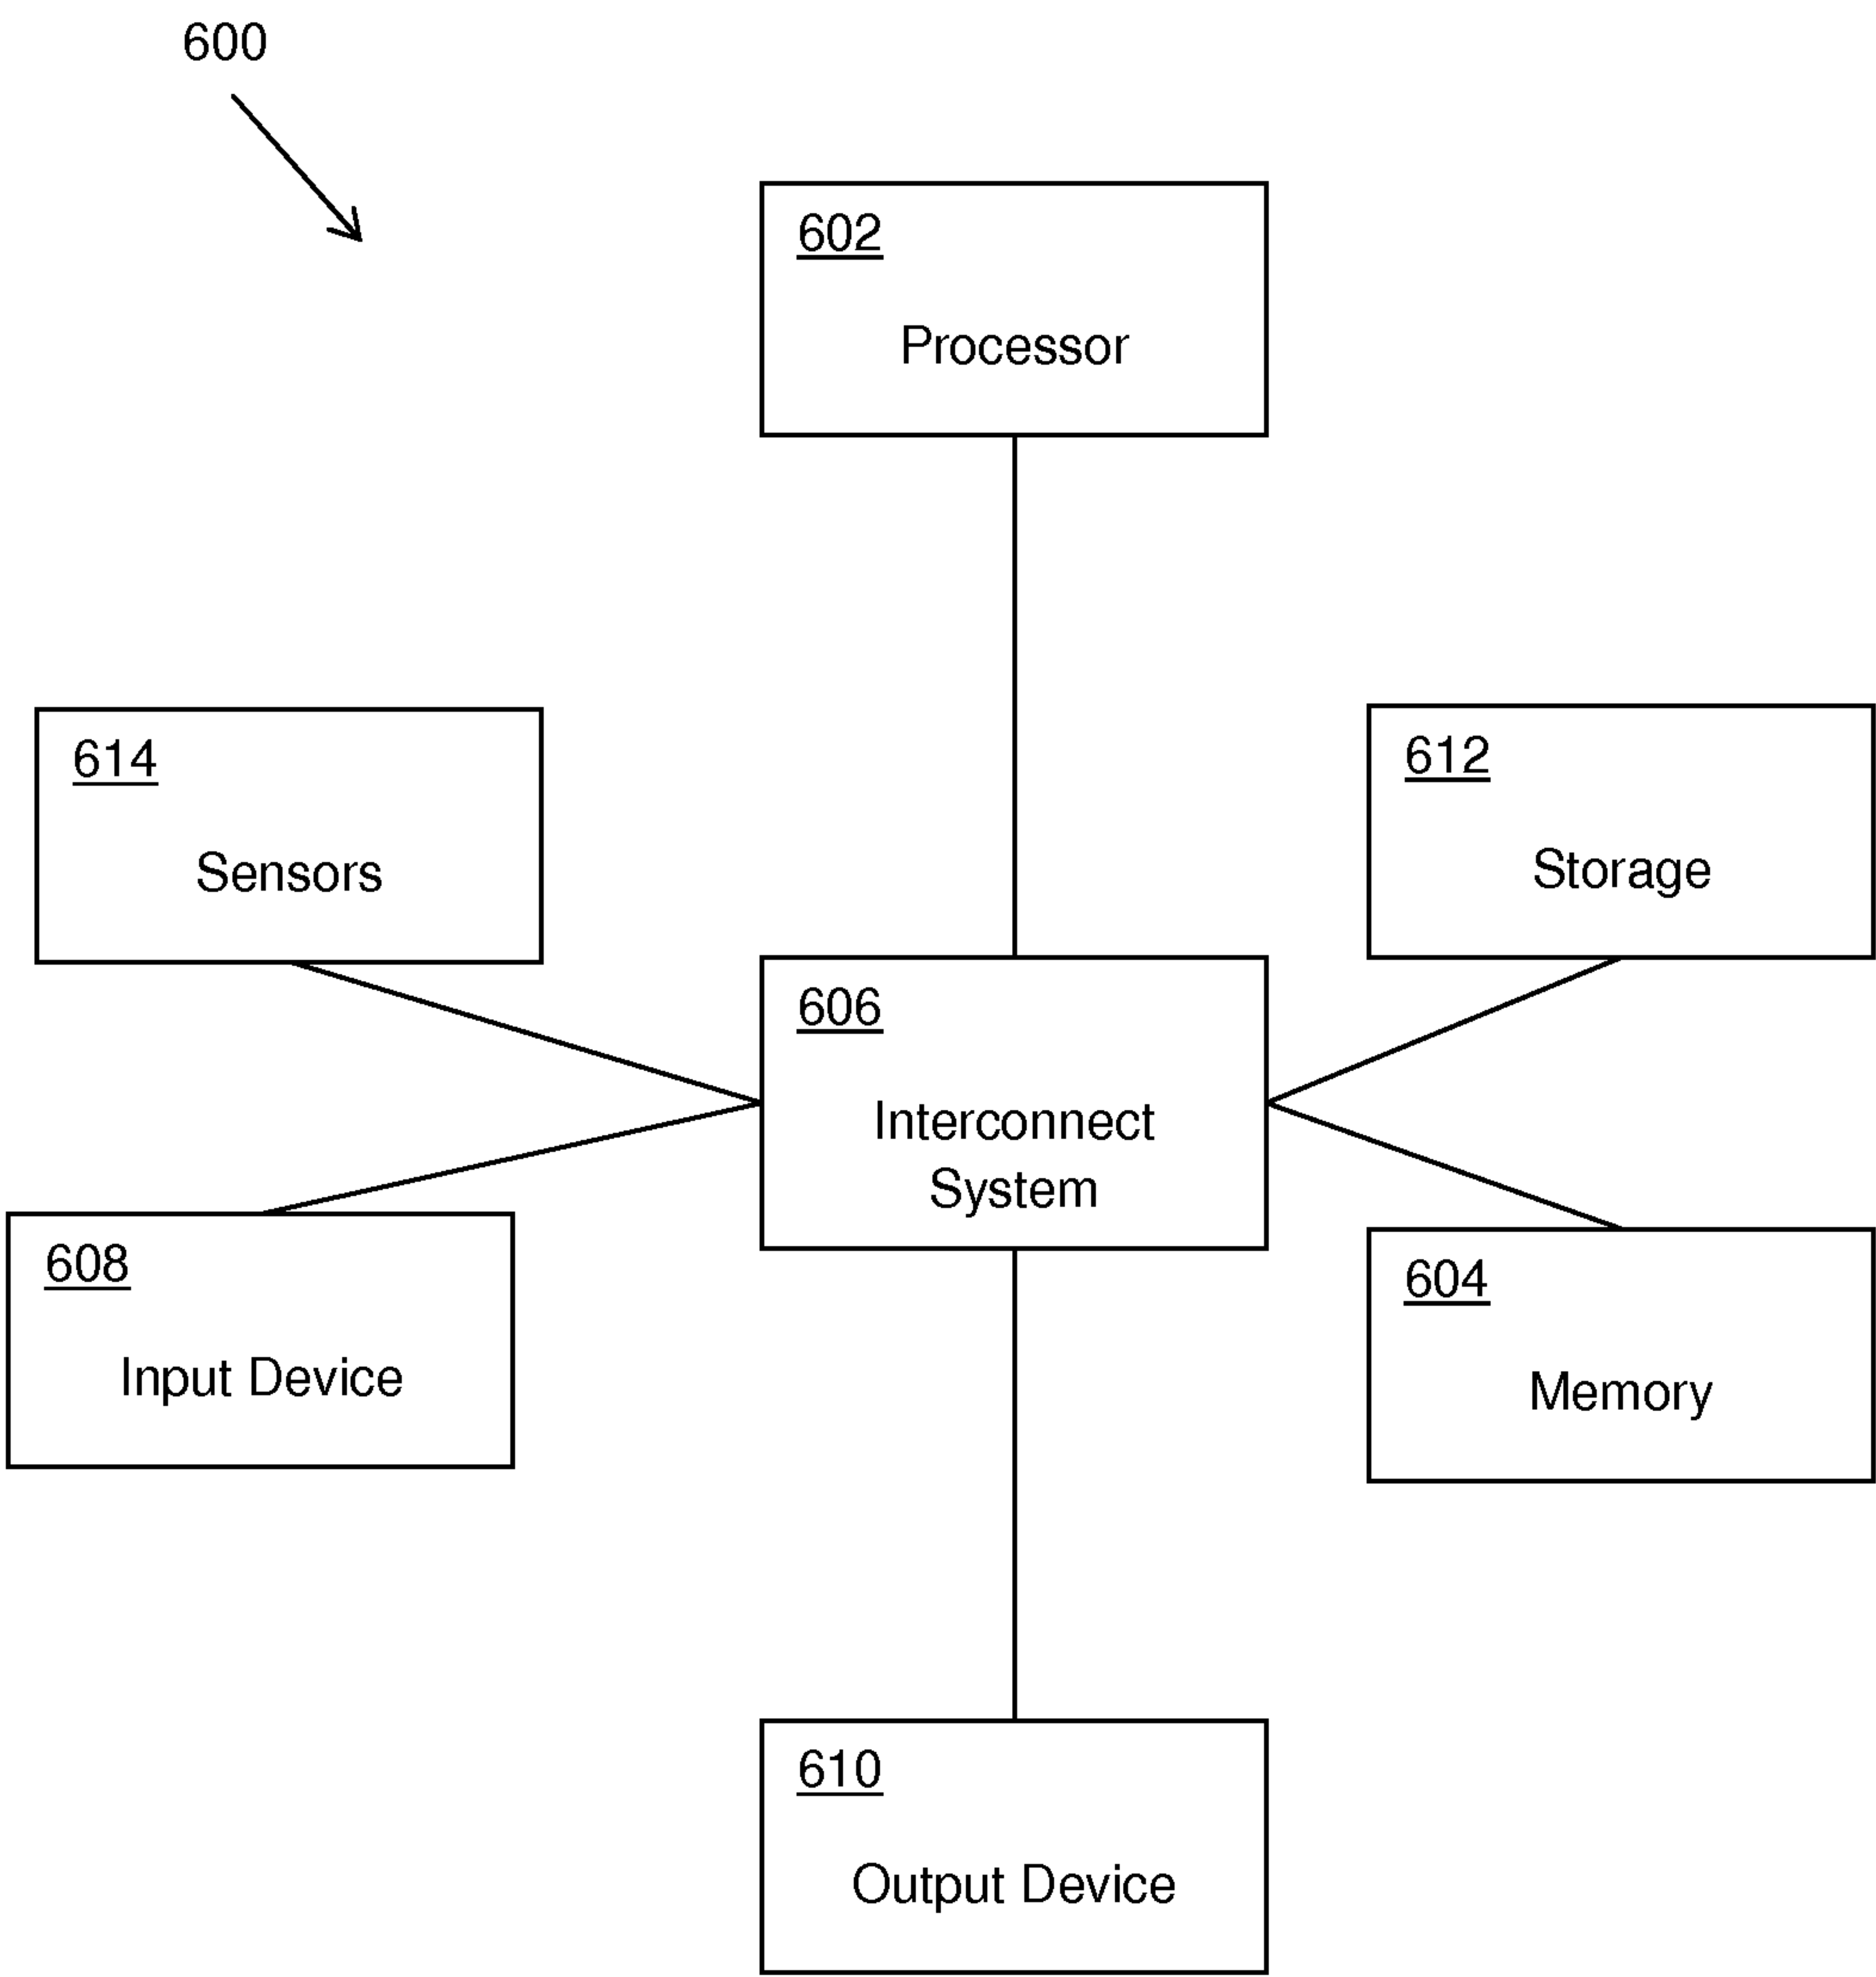 600
602
Processor
614
Sensors
612
Storage
606
Interconnect
System
608
Input Device
604
Memory
610
Output Device